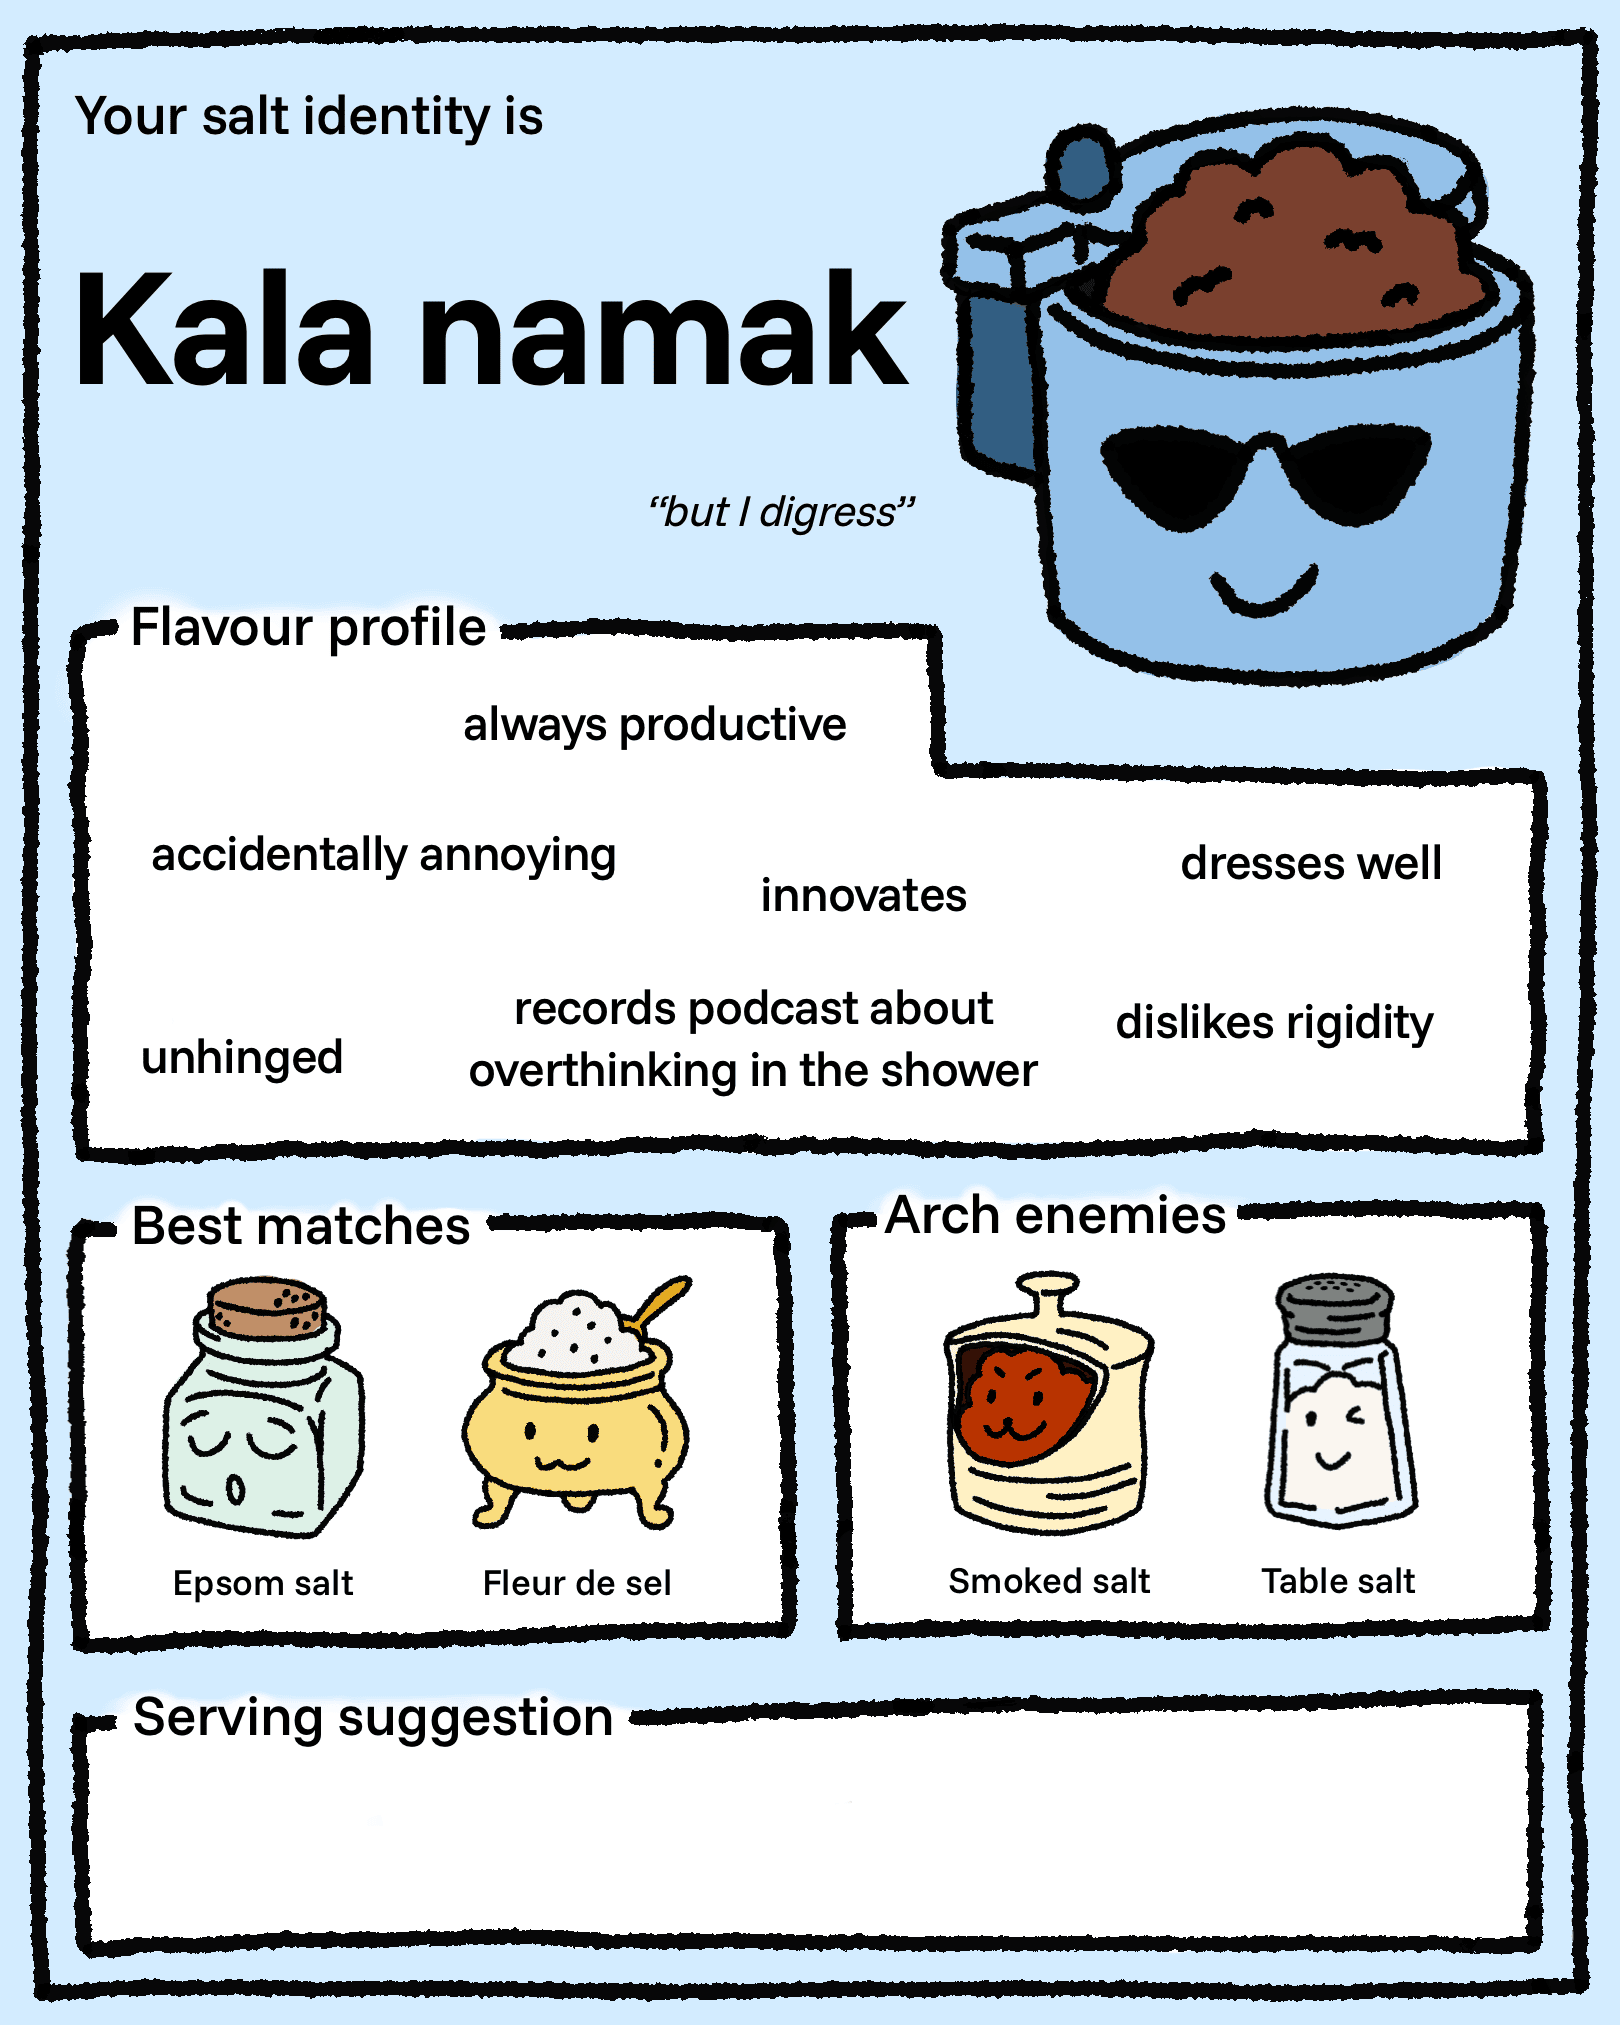 Your salt identity is
Kala namak
“but I digress”
Flavour profile
always productive
accidentally annoying
innovates
dresses well
unhinged
records podcast about
overthinking in the shower
dislikes rigidity
Best matches
Epsom salt
Fleur de sel
Arch enemies
Smoked salt
Table salt
Serving suggestion